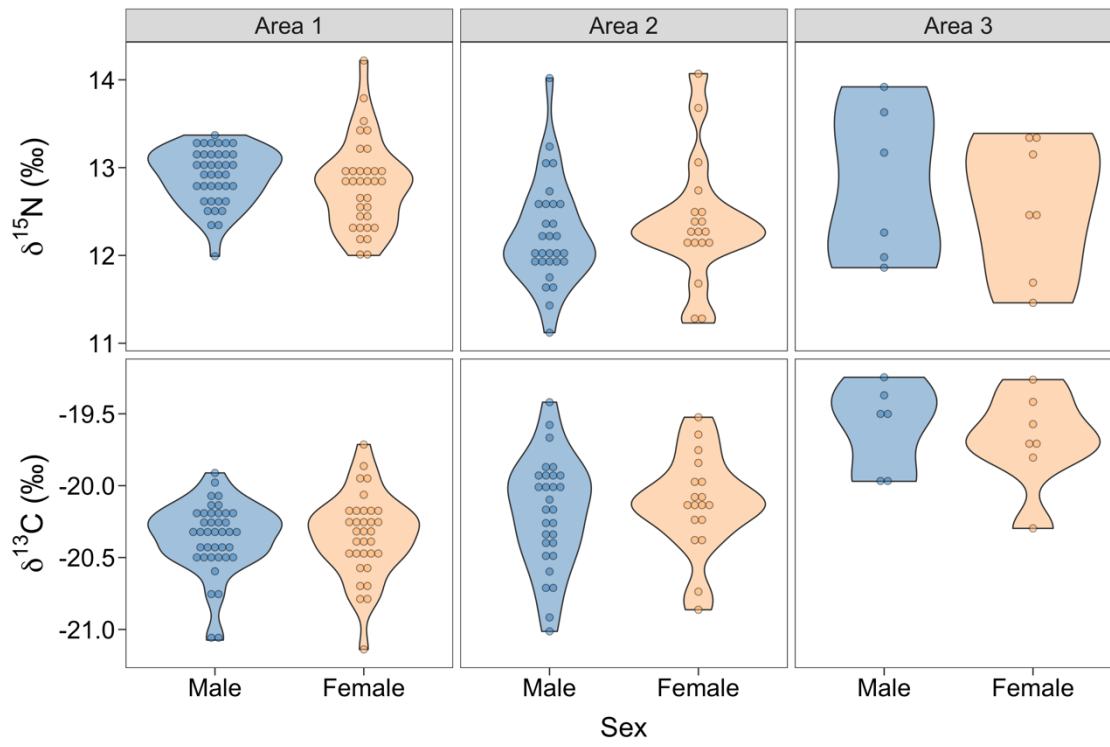 Area 1 Area 2 Area 3
δ15N (‰)
14
13
12
11
δ13C (‰)
-19.5
-20.0
-20.5
-21.0
Male Female Male Female Male Female
Sex